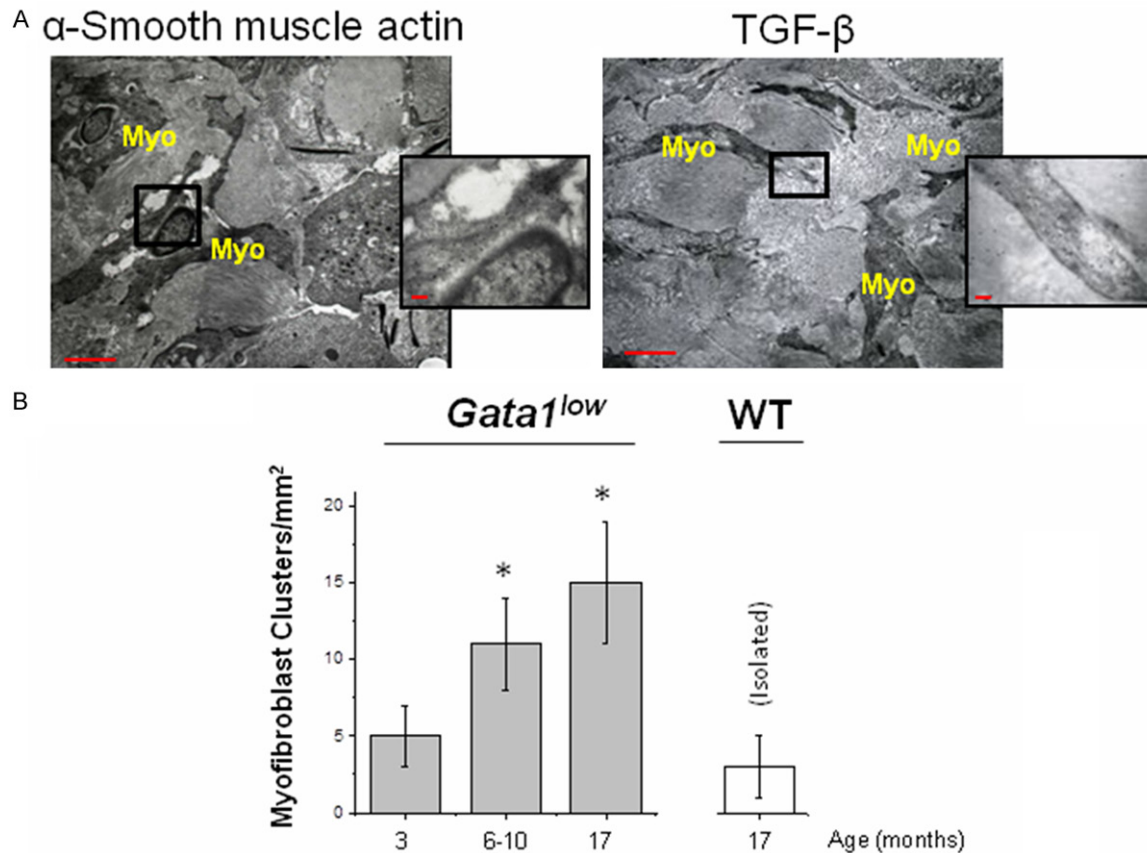 A
α-Smooth muscle actin
TGF-β
Myo
Myo
Myo
Myo
Myo
B
Gata1low
WT
Myofibroblast Clusters/mm2
20
15
10
5
0
*
*
(Isolated)
3
6-10
17
17
Age (months)